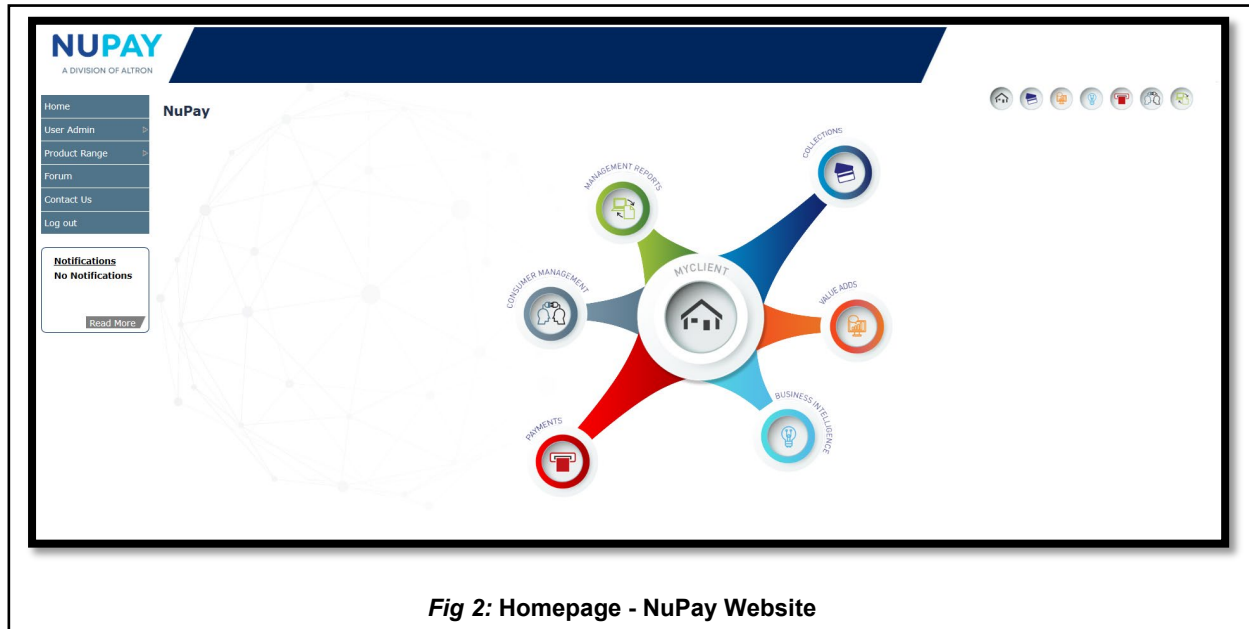 NUPAY
A DIVISION OF ALTRON
Home
User Admin
Product Range
Forum
Contact Us
Log out
Notifications
No Notifications
Read More
NuPay
COLLECTIONS
MANAGEMENT REPORTS
MYCLIENT
CONSUMER MANAGEMENT
VALUE ADDS
BUSINESS INTELLIGENCE
PAYMENTS
Fig 2: Homepage - NuPay Website